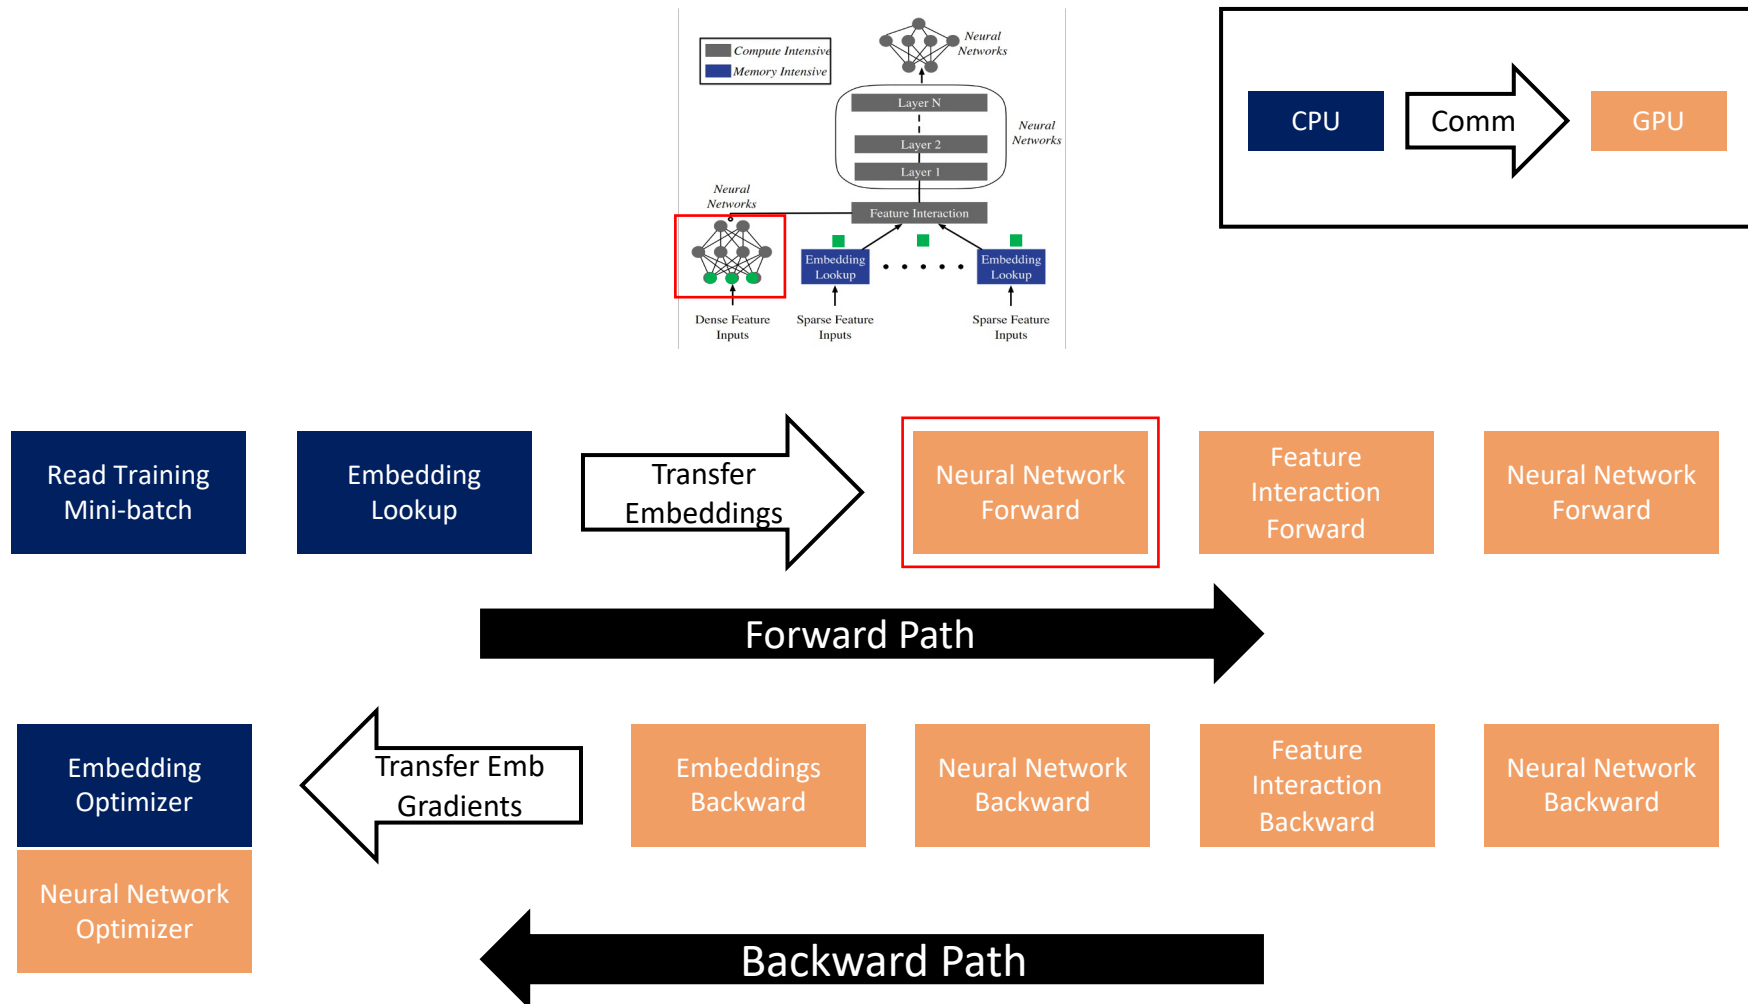 Compute Intensive
Memory Intensive
Neural
Networks
Layer N
Layer 2
Layer 1
Neural
Networks
Neural
Networks
Feature Interaction
Embedding
Lookup
Embedding
Lookup
Dense Feature
Inputs
Sparse Feature
Inputs
Sparse Feature
Inputs
CPU
Comm
GPU
Read Training
Mini-batch
Embedding
Lookup
Transfer
Embeddings
Neural Network
Forward
Feature
Interaction
Forward
Neural Network
Forward
Forward Path
Embedding
Optimizer
Transfer Emb
Gradients
Embeddings
Backward
Neural Network
Backward
Feature
Interaction
Backward
Neural Network
Backward
Neural Network
Optimizer
Backward Path